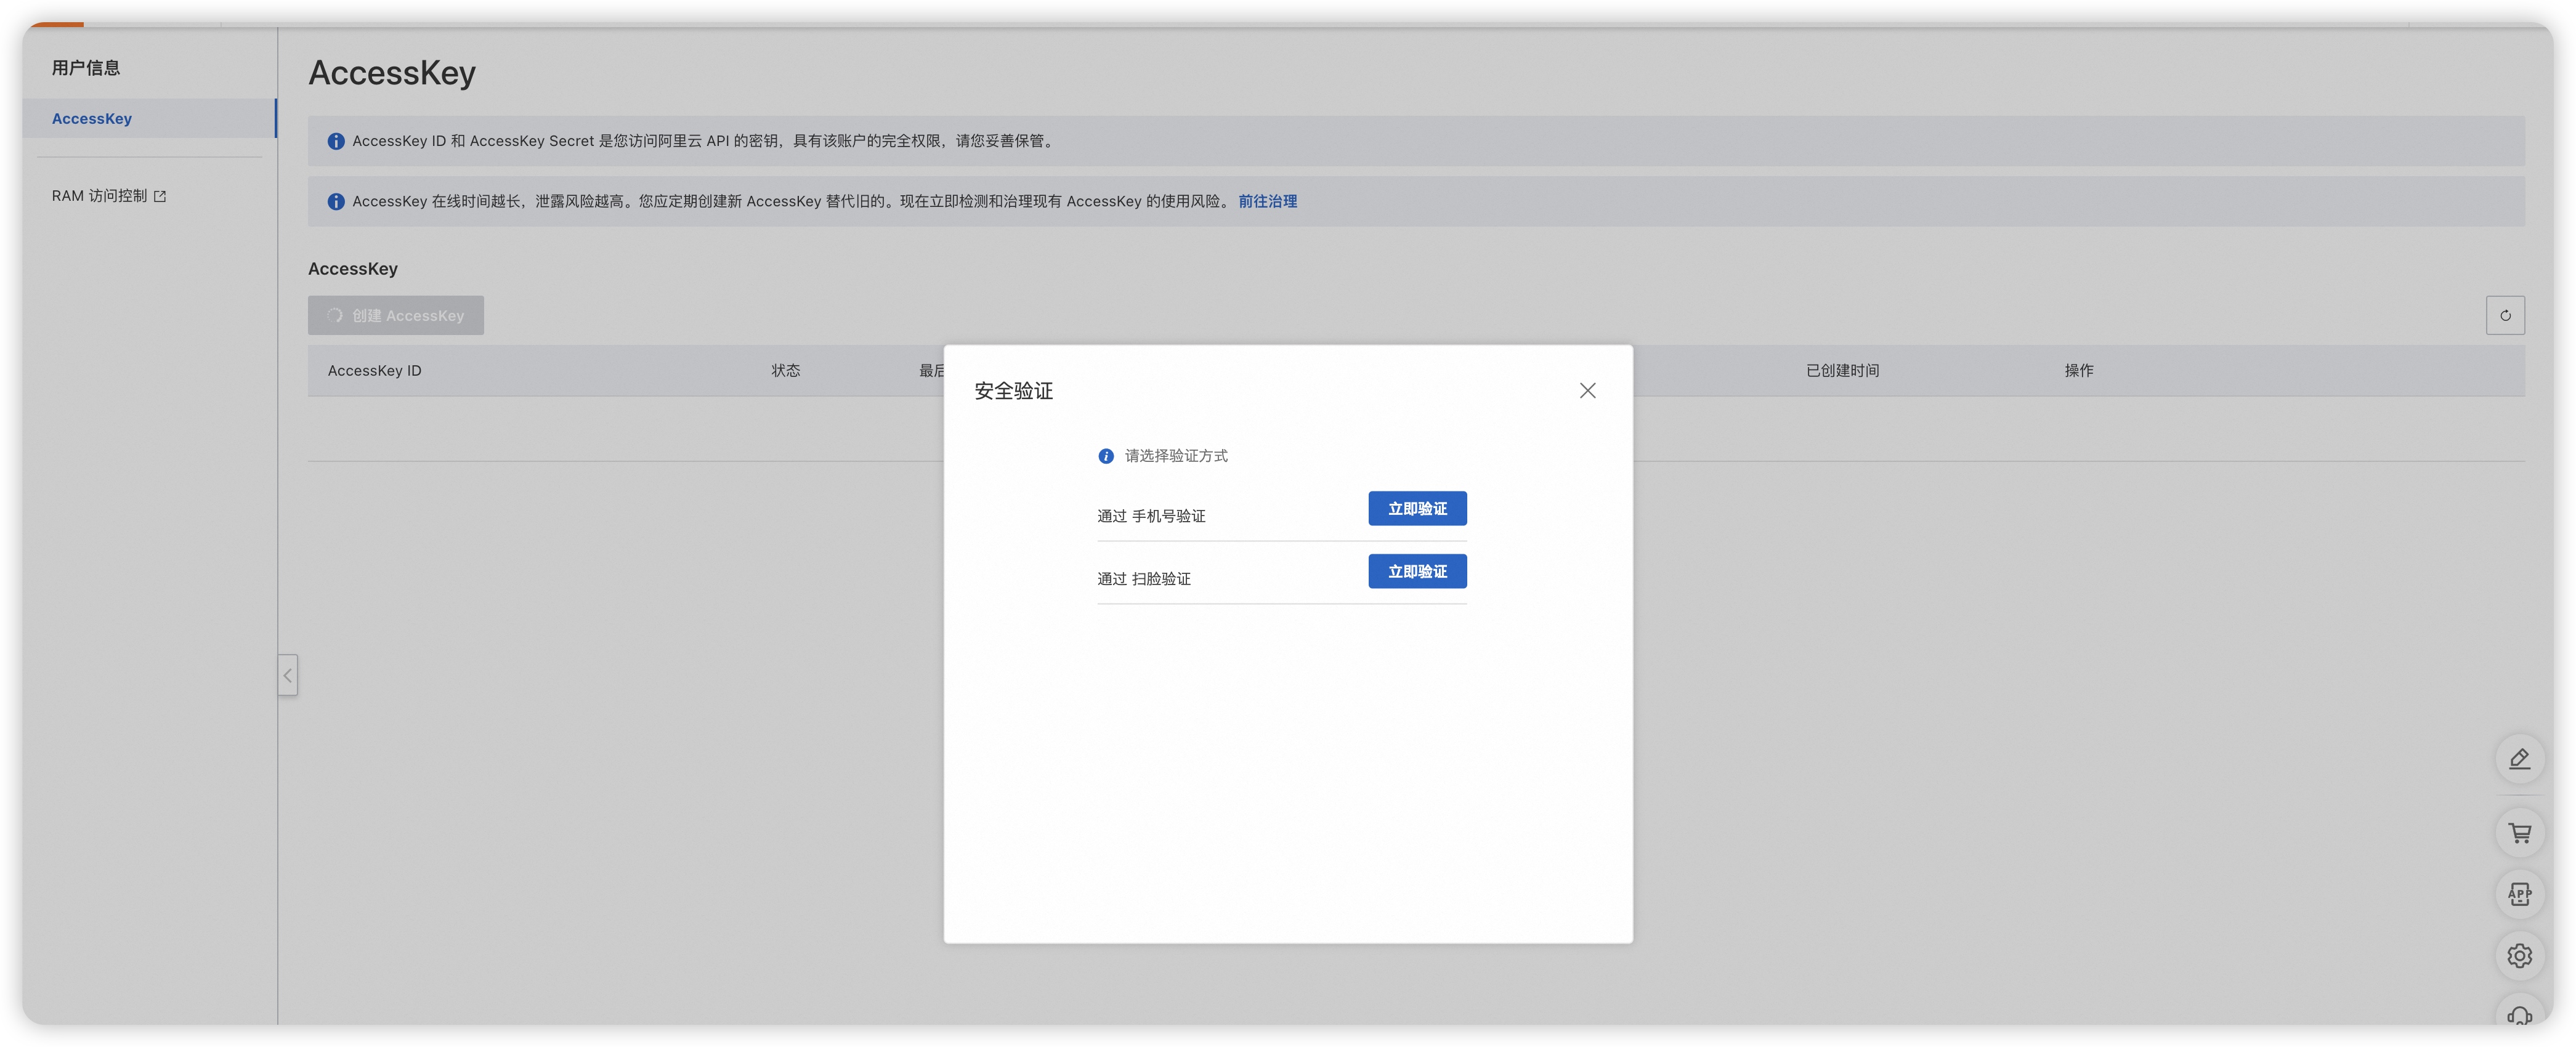 用户信息
AccessKey
RAM 访问控制
AccessKey
AccessKey ID 和 AccessKey Secret 是您访问阿里云 API 的密钥，具有该账户的完全权限，请您妥善保管。
AccessKey 在线时间越长，泄露风险越高。您应定期创建新 AccessKey 替代旧的。现在立即检测和治理现有 AccessKey 的使用风险。 前往治理
AccessKey
创建 AccessKey
AccessKey ID 状态 最后 已创建时间 操作
安全验证
请选择验证方式
通过 手机号验证 立即验证
通过 扫脸验证 立即验证
APP